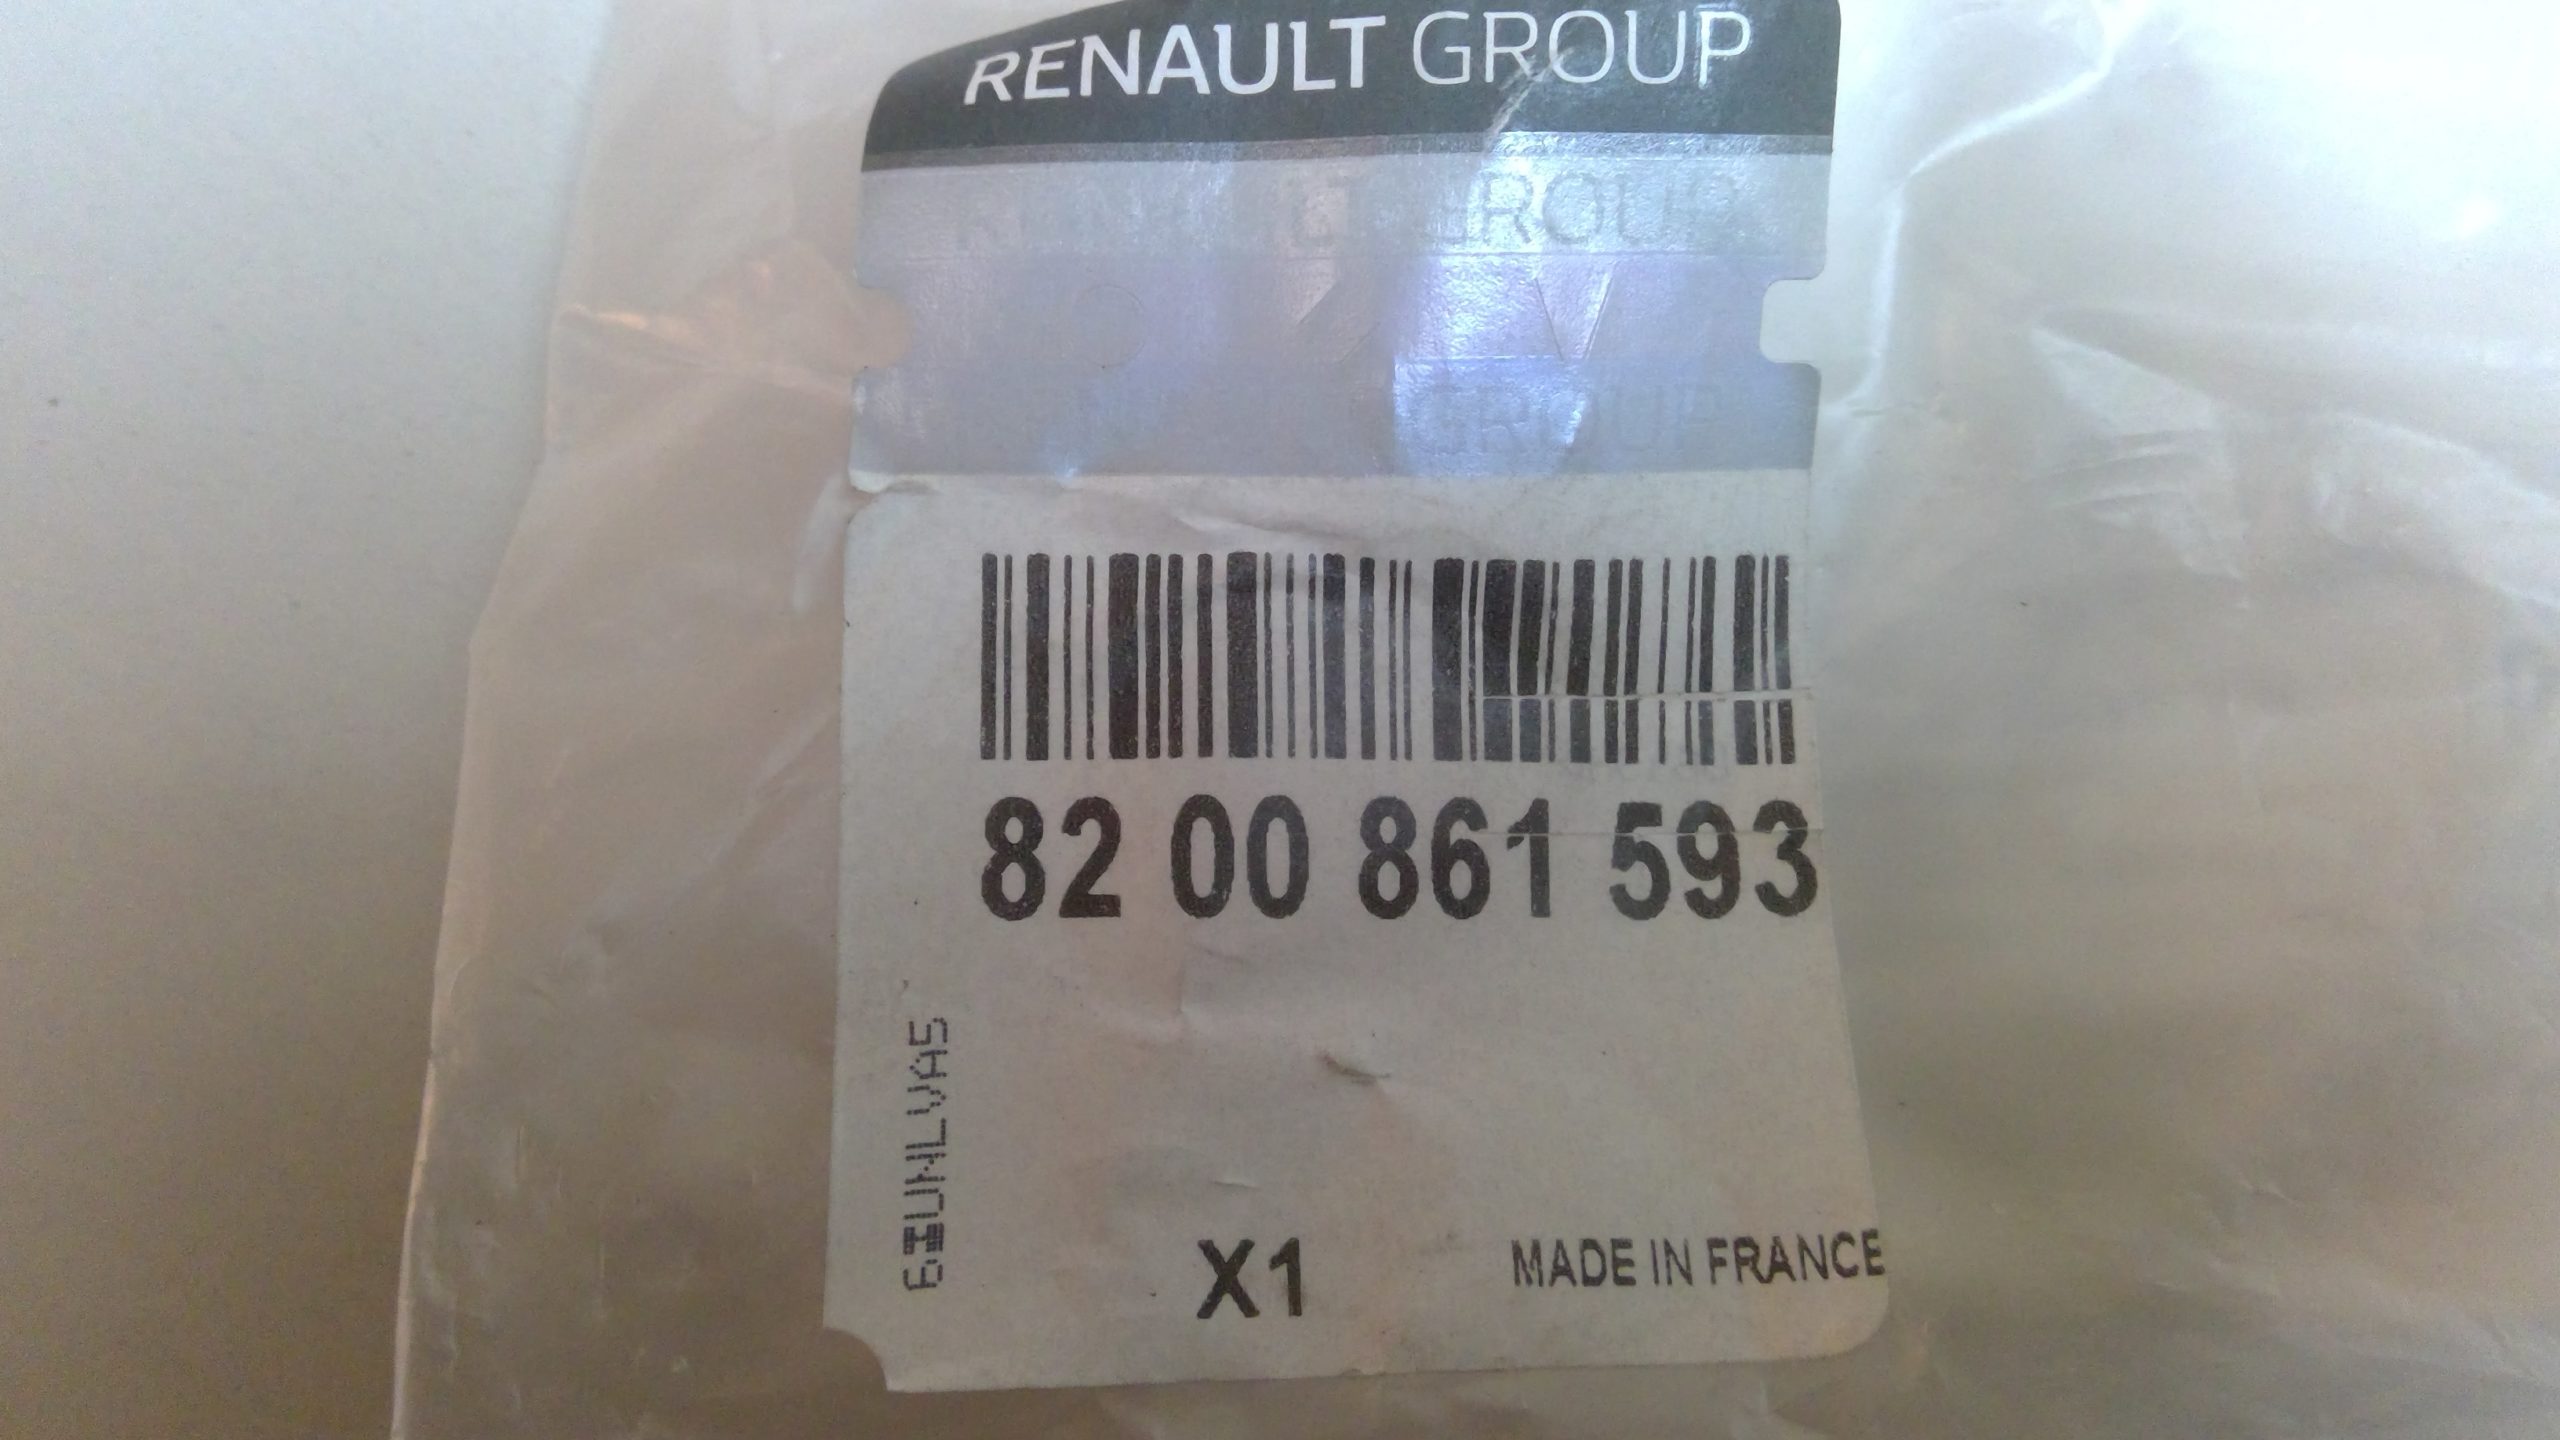 RENAULT GROUP
82 00 861 593
X1
MADE IN FRANCE